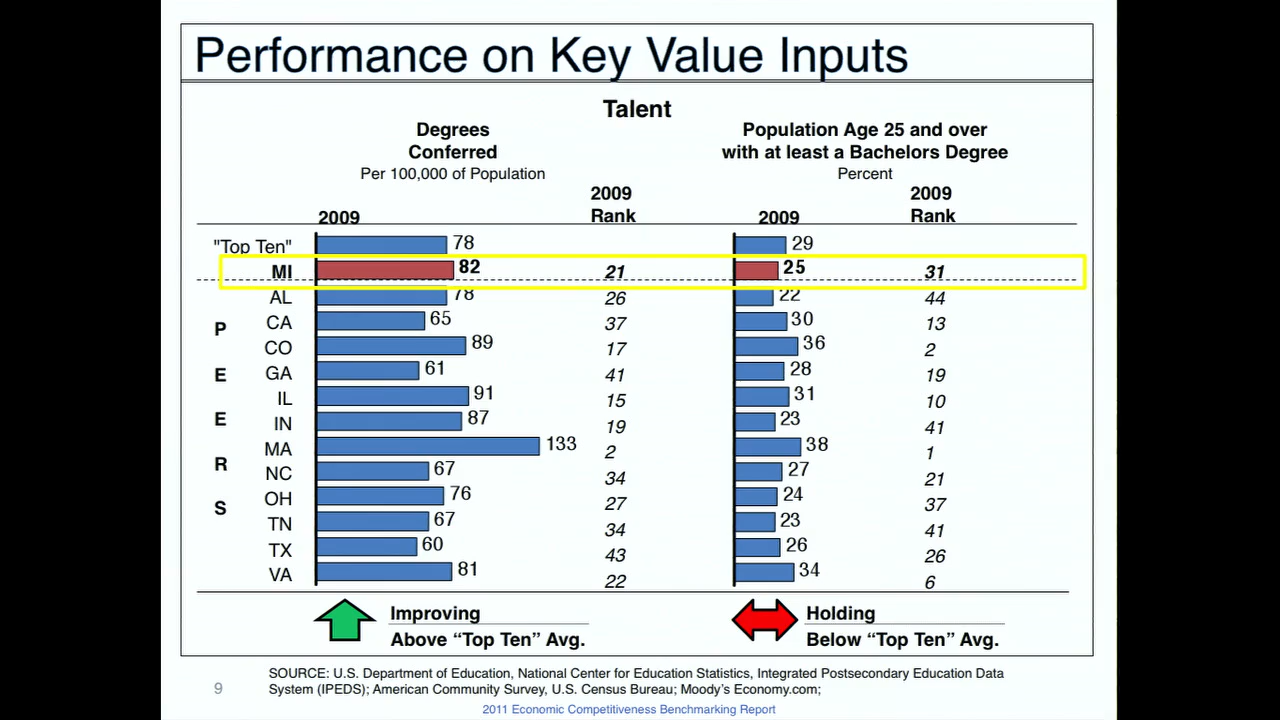 Performance on Key Value Inputs
Talent
Degrees
Conferred
Per 100,000 of Population
2009
2009
Rank
Population Age 25 and over
with at least a Bachelors Degree
Percent
2009
2009
Rank
"Top Ten" 78 29
MI 82 21 25 31
AL 78 26 22 44
CA 65 37 30 13
CO 89 17 36 2
GA 61 41 28 19
IL 91 15 31 10
IN 87 19 23 41
MA 133 2 38 1
NC 67 34 27 21
OH 76 27 24 37
TN 67 34 23 41
TX 60 43 26 26
VA 81 22 34 6
P
E
E
R
S
Improving
Above “Top Ten” Avg.
Holding
Below “Top Ten” Avg.
SOURCE: U.S. Department of Education, National Center for Education Statistics, Integrated Postsecondary Education Data
System (IPEDS); American Community Survey, U.S. Census Bureau; Moody’s Economy.com;
9
2011 Economic Competitiveness Benchmarking Report